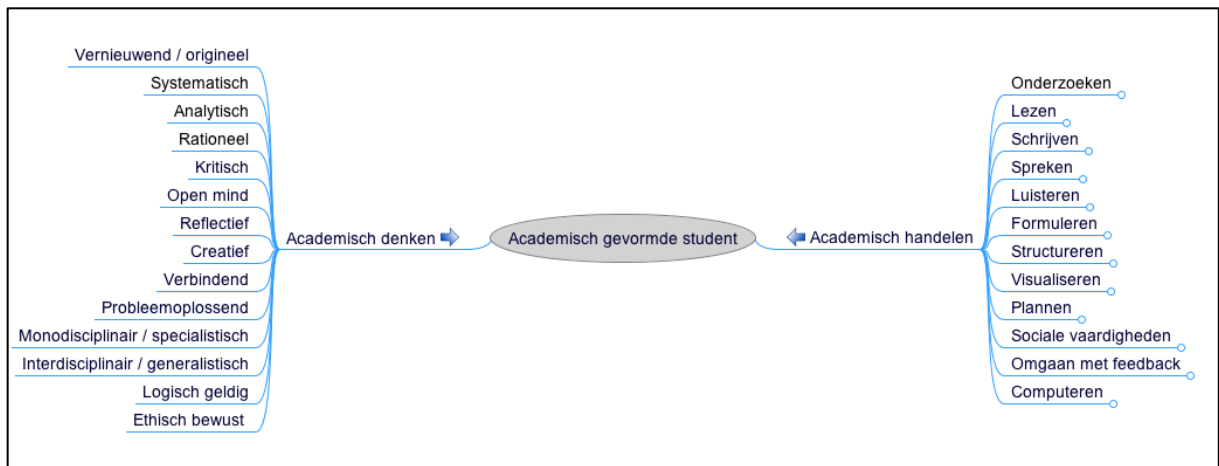 Vernieuwend / origineel
Systematisch
Analytisch
Rationeel
Kritisch
Open mind
Reflectief
Creatief
Verbindend
Probleemoplossend
Monodisciplinair / specialistisch
Interdisciplinair / generalistisch
Logisch geldig
Ethisch bewust
Academisch denken
Academisch gevormde student
Academisch handelen
Onderzoeken
Lezen
Schrijven
Spreken
Luisteren
Formuleren
Structureren
Visualiseren
Plannen
Sociale vaardigheden
Omgaan met feedback
Computeren